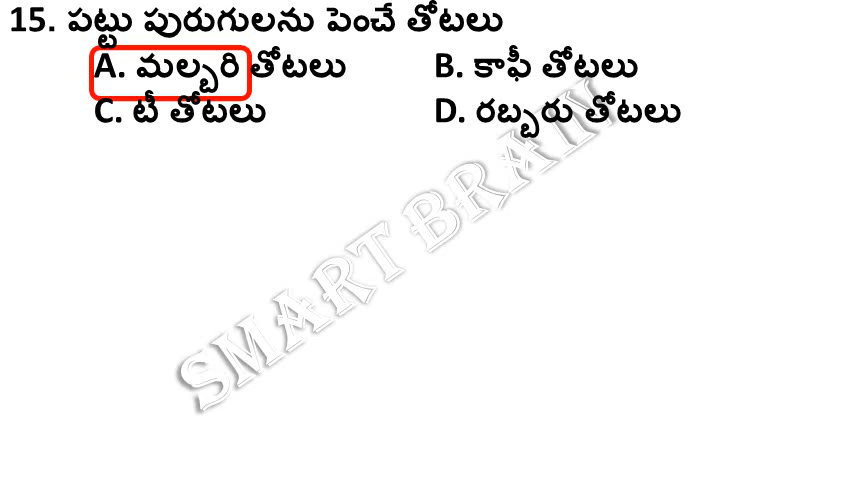 15. పట్టు పురుగులను పెంచే తోటలు
A. మల్బరి తోటలు B. కాఫీ తోటలు
C. టీ తోటలు D. రబ్బరు తోటలు
SMART BRAIN